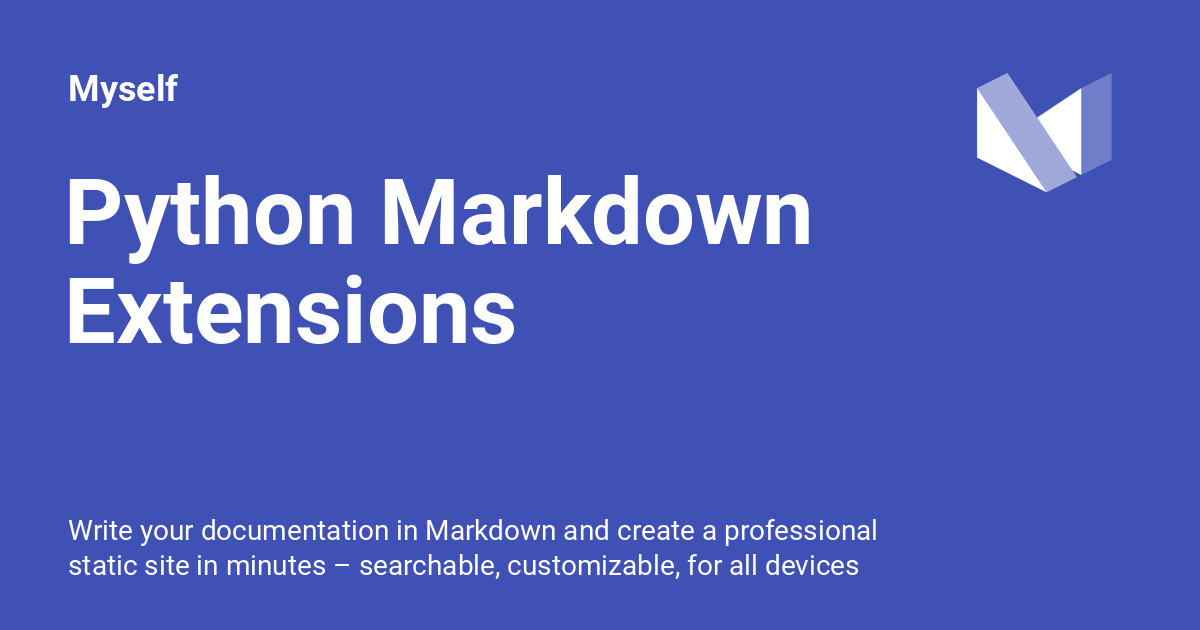 Myself
Python Markdown
Extensions
Write your documentation in Markdown and create a professional
static site in minutes – searchable, customizable, for all devices